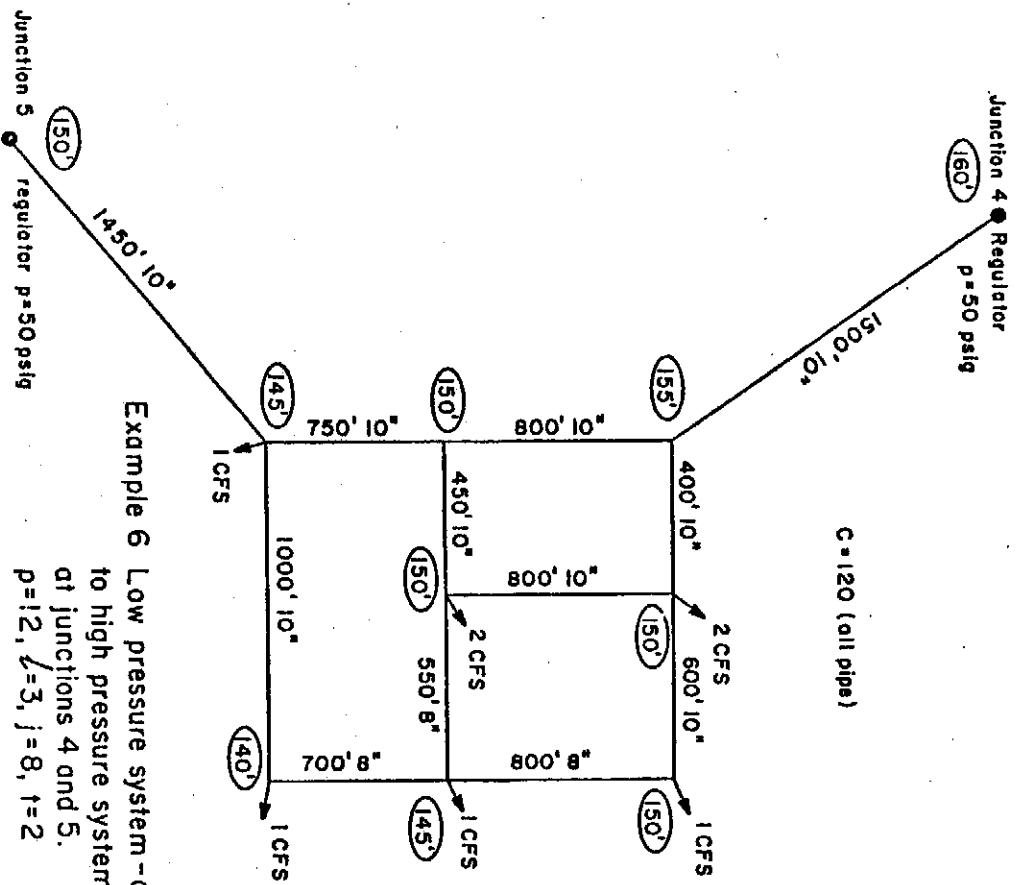 Junction 4
Regulator
p=50 psig
160'
1500' 10"
C = 120 (all pipe)
155'
400' 10"
2 CFS
150'
600' 10"
1 CFS
150'
800' 10"
800' 10"
800' 8"
150'
450' 10"
150'
2 CFS
550' 8"
1 CFS
145'
750' 10"
700' 8"
145'
1 CFS
1000' 10"
140'
1 CFS
1450' 10"
150'
Junction 5
regulator p=50 psig
Example 6 Low pressure system-
to high pressure system
at junctions 4 and 5.
p=12, l=3, j=8, t=2